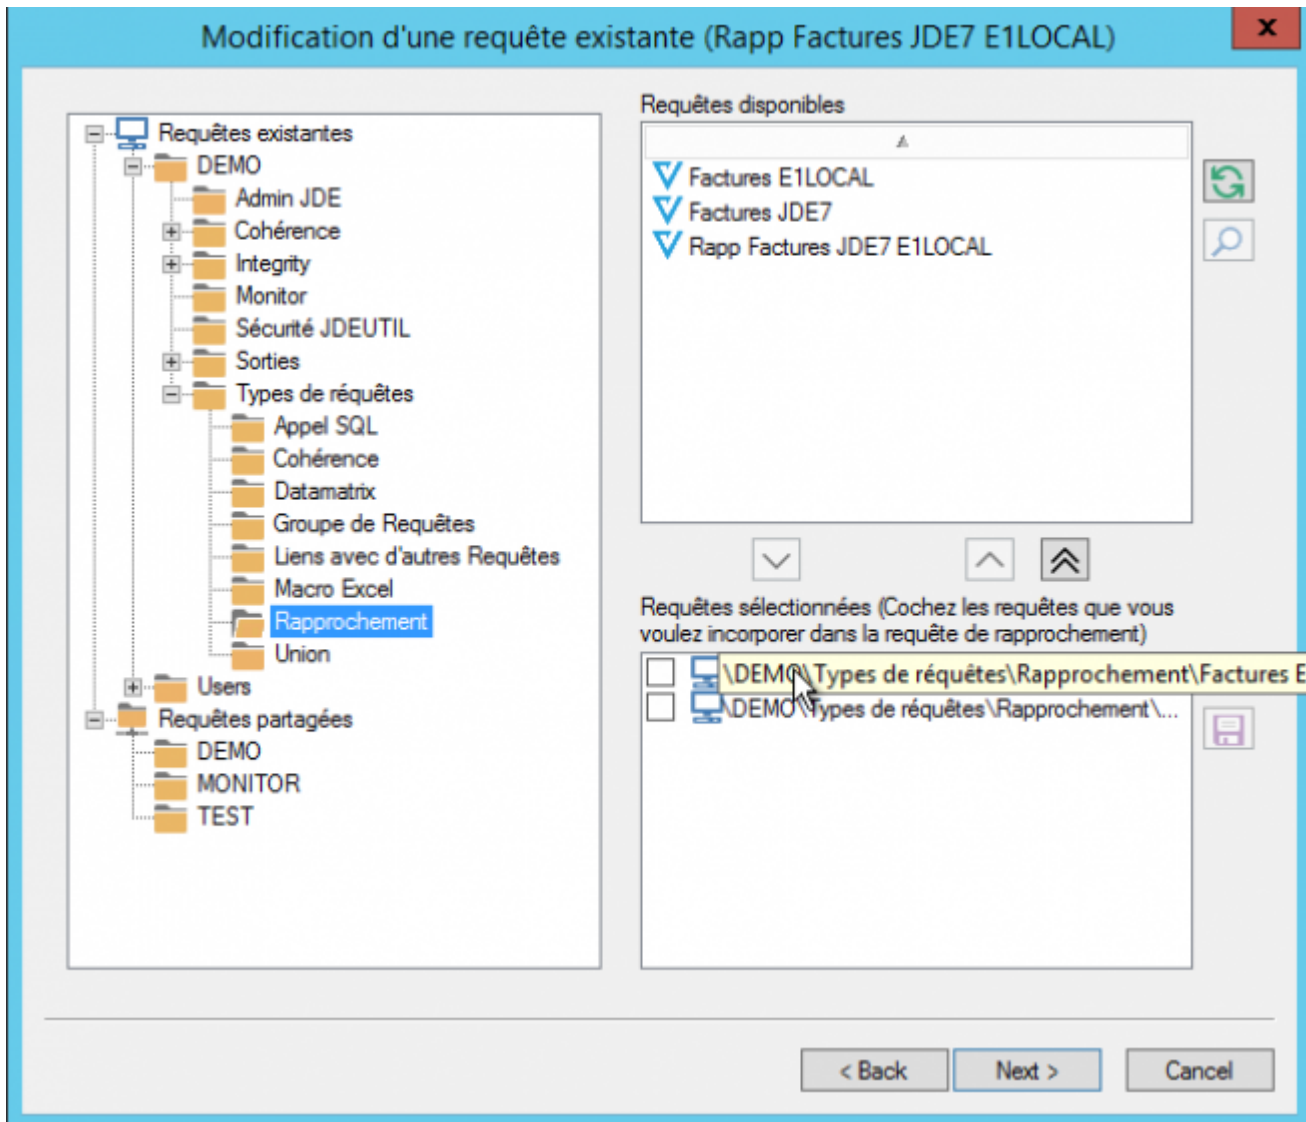 Modification d'une requête existante (Rapp Factures JDE7 E1LOCAL)
x
Requêtes existantes
DEMO
Admin JDE
Cohérence
Integrity
Monitor
Sécurité JDEUTIL
Sorties
Types de réquêtes
Appel SQL
Cohérence
Datamatrix
Groupe de Requêtes
Liens avec d'autres Requêtes
Macro Excel
Rapprochement
Union
Users
Requêtes partagées
DEMO
MONITOR
TEST
Requêtes disponibles
Factures E1LOCAL
Factures JDE7
Rapp Factures JDE7 E1LOCAL
Requêtes sélectionnées (Cochez les requêtes que vous
voulez incorporer dans la requête de rapprochement)
\DEMO\Types de réquêtes\Rapprochement\Factures E
\DEMO\Types de réquêtes\Rapprochement\...
< Back
Next >
Cancel